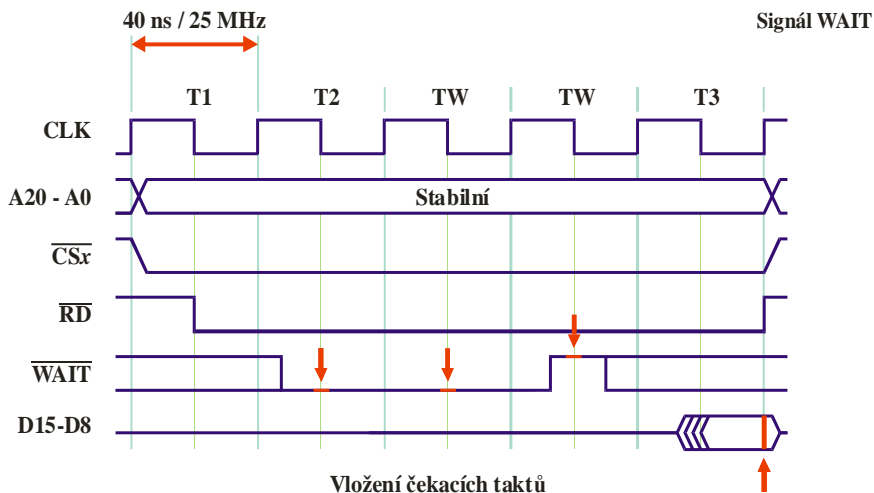 40 ns / 25 MHz
Signál WAIT
T1 T2 TW TW T3
CLK
A20 - A0
Stabilní
CSx
RD
WAIT
D15-D8
Vložení čekacích taktů